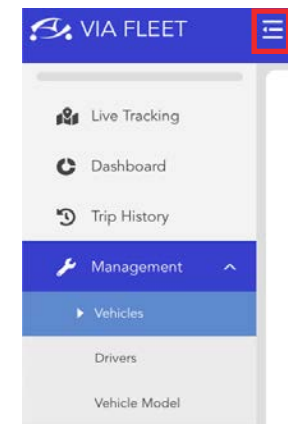 VIA FLEET
Live Tracking
Dashboard
Trip History
Management
Vehicles
Drivers
Vehicle Model